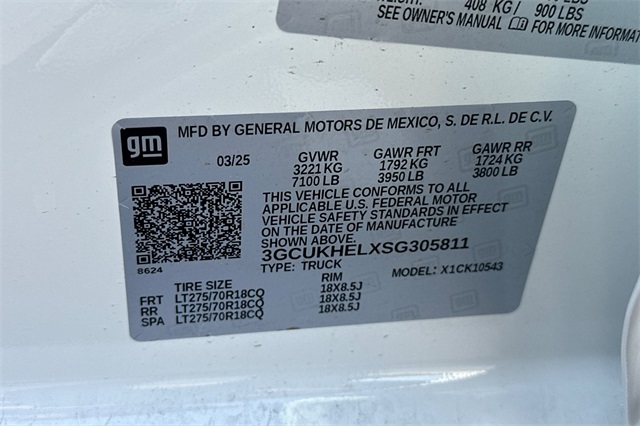 408 KG/ 900 LBS
SEE OWNER'S MANUAL FOR MORE INFORMAT
gm
MFD BY GENERAL MOTORS DE MEXICO, S. DE R.L. DE C.V.
03/25 GVWR GAWR FRT GAWR RR
3221 KG 1792 KG 1724 KG
7100 LB 3950 LB 3800 LB
THIS VEHICLE CONFORMS TO ALL
APPLICABLE U.S. FEDERAL MOTOR
VEHICLE SAFETY STANDARDS IN EFFECT
ON THE DATE OF MANUFACTURE
SHOWN ABOVE.
3GCUKHELXSG305811
8624
TYPE: TRUCK MODEL: X1CK10543
TIRE SIZE RIM
FRT LT275/70R18CQ 18X8.5J
RR LT275/70R18CQ 18X8.5J
SPA LT275/70R18CQ 18X8.5J